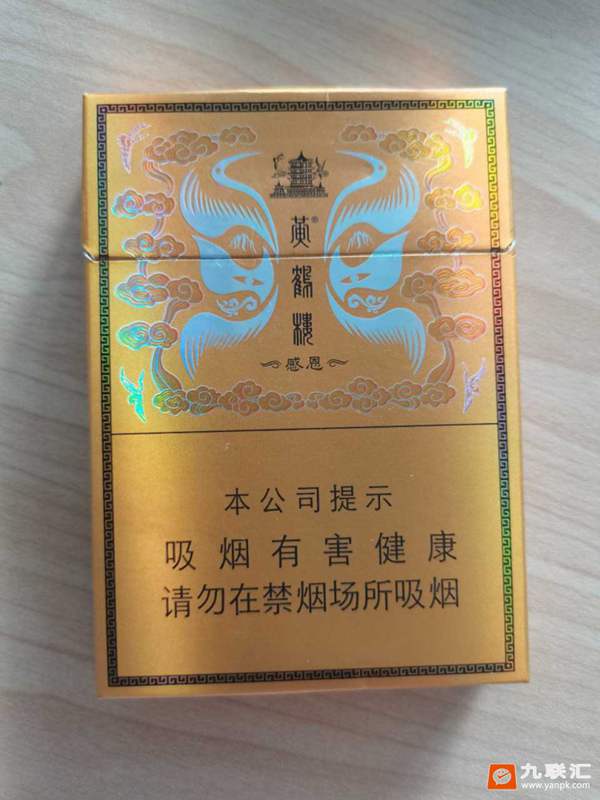 黄鹤楼®
感恩
本公司提示
吸烟有害健康
请勿在禁烟场所吸烟
九联汇
www.yanpk.com